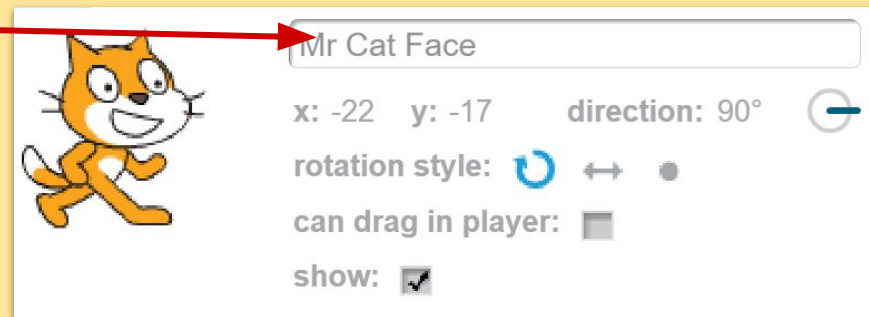 Mr Cat Face
x: -22 y: -17 direction: 90°
rotation style:
can drag in player:
show: